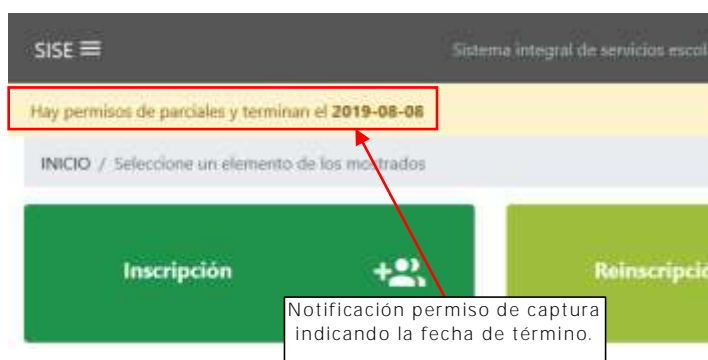 SISE
Sistema integral de servicios escol
Hay permisos de parciales y terminan el 2019-08-08
INICIO / Seleccione un elemento de los mostrados
Inscripción
Reinscripció
Notificación permiso de captura
indicando la fecha de término.